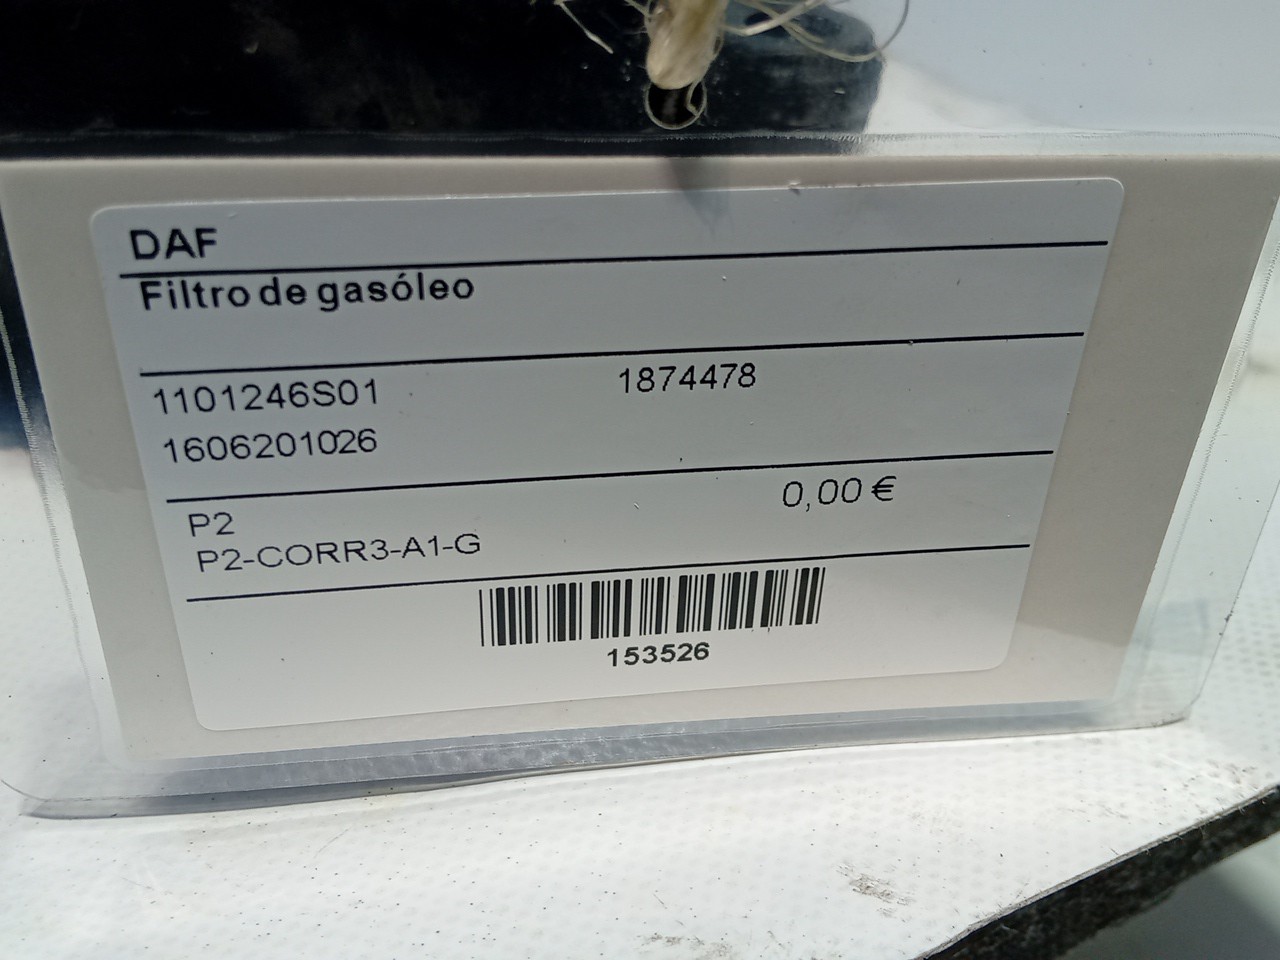 DAF
Filtro de gasóleo
1101246S01 1874478
1606201026
0,00 €
P2
P2-CORR3-A1-G
153526